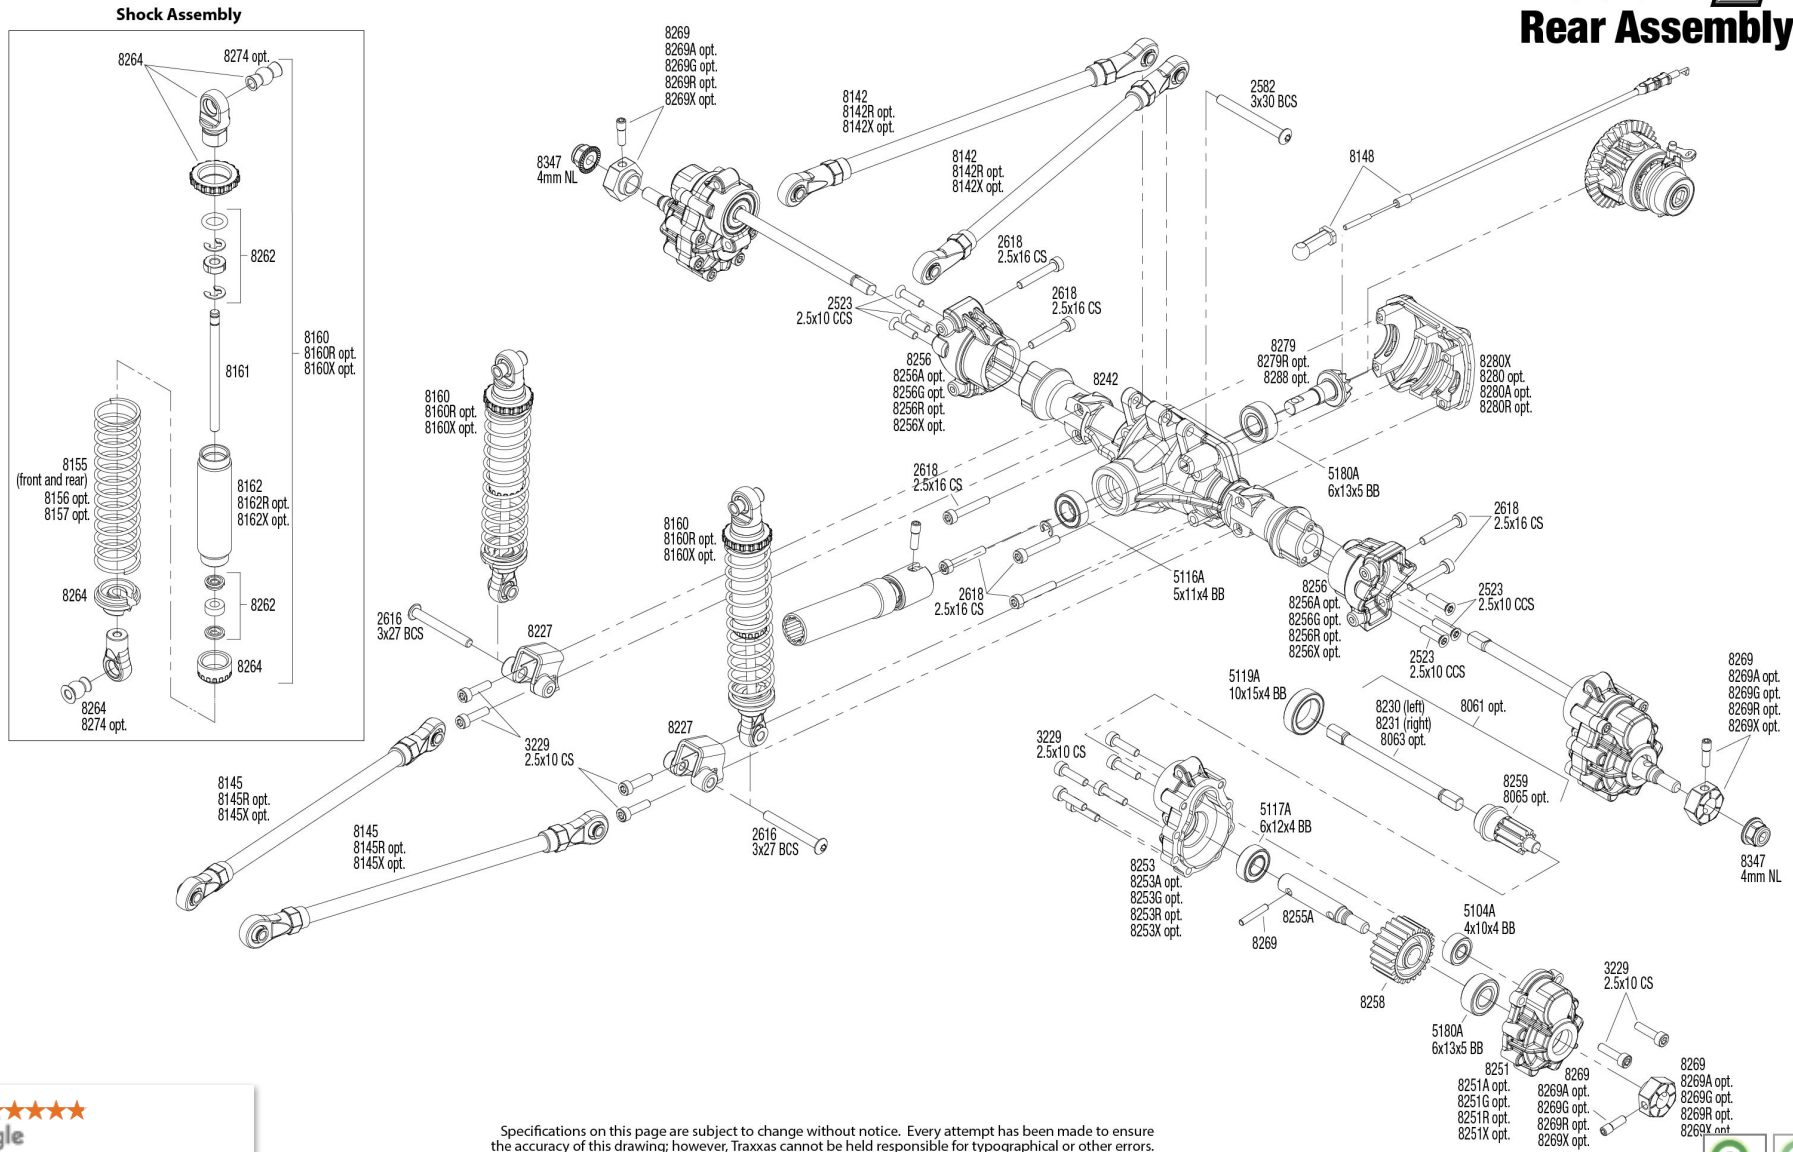 Shock Assembly
Rear Assembly
8264
8274 opt.
8262
8161
8160
8160R opt.
8160X opt.
8155
(front and rear)
8156 opt.
8157 opt.
8162
8162R opt.
8162X opt.
8264
8262
8264
8264
8274 opt.
8269
8269A opt.
8269G opt.
8269R opt.
8269X opt.
8347
4mm NL
8142
8142R opt.
8142X opt.
8142
8142R opt.
8142X opt.
2582
3x30 BCS
8148
2618
2.5x16 CS
2618
2.5x16 CS
2523
2.5x10 CCS
8256
8256A opt.
8256G opt.
8256R opt.
8256X opt.
8242
8279
8279R opt.
8288 opt.
8280X
8280 opt.
8280A opt.
8280R opt.
8160
8160R opt.
8160X opt.
2618
2.5x16 CS
5180A
6x13x5 BB
8160
8160R opt.
8160X opt.
2618
2.5x16 CS
5116A
5x11x4 BB
2618
2.5x16 CS
8256
8256A opt.
8256G opt.
8256R opt.
8256X opt.
2523
2.5x10 CCS
2523
2.5x10 CCS
2616
3x27 BCS
8227
8227
3229
2.5x10 CS
2616
3x27 BCS
8145
8145R opt.
8145X opt.
8145
8145R opt.
8145X opt.
5119A
10x15x4 BB
8230 (left)
8231 (right)
8063 opt.
8061 opt.
8269
8269A opt.
8269G opt.
8269R opt.
8269X opt.
3229
2.5x10 CS
8259
8065 opt.
5117A
6x12x4 BB
8253
8253A opt.
8253G opt.
8253R opt.
8253X opt.
8347
4mm NL
8255A
8269
5104A
4x10x4 BB
8258
3229
2.5x10 CS
5180A
6x13x5 BB
8251
8251A opt.
8251G opt.
8251R opt.
8251X opt.
8269
8269A opt.
8269G opt.
8269R opt.
8269X opt.
8269
8269A opt.
8269G opt.
8269R opt.
8269X opt.
gle
Specifications on this page are subject to change without notice. Every attempt has been made to ensure
the accuracy of this drawing; however, Traxxas cannot be held responsible for typographical or other errors.